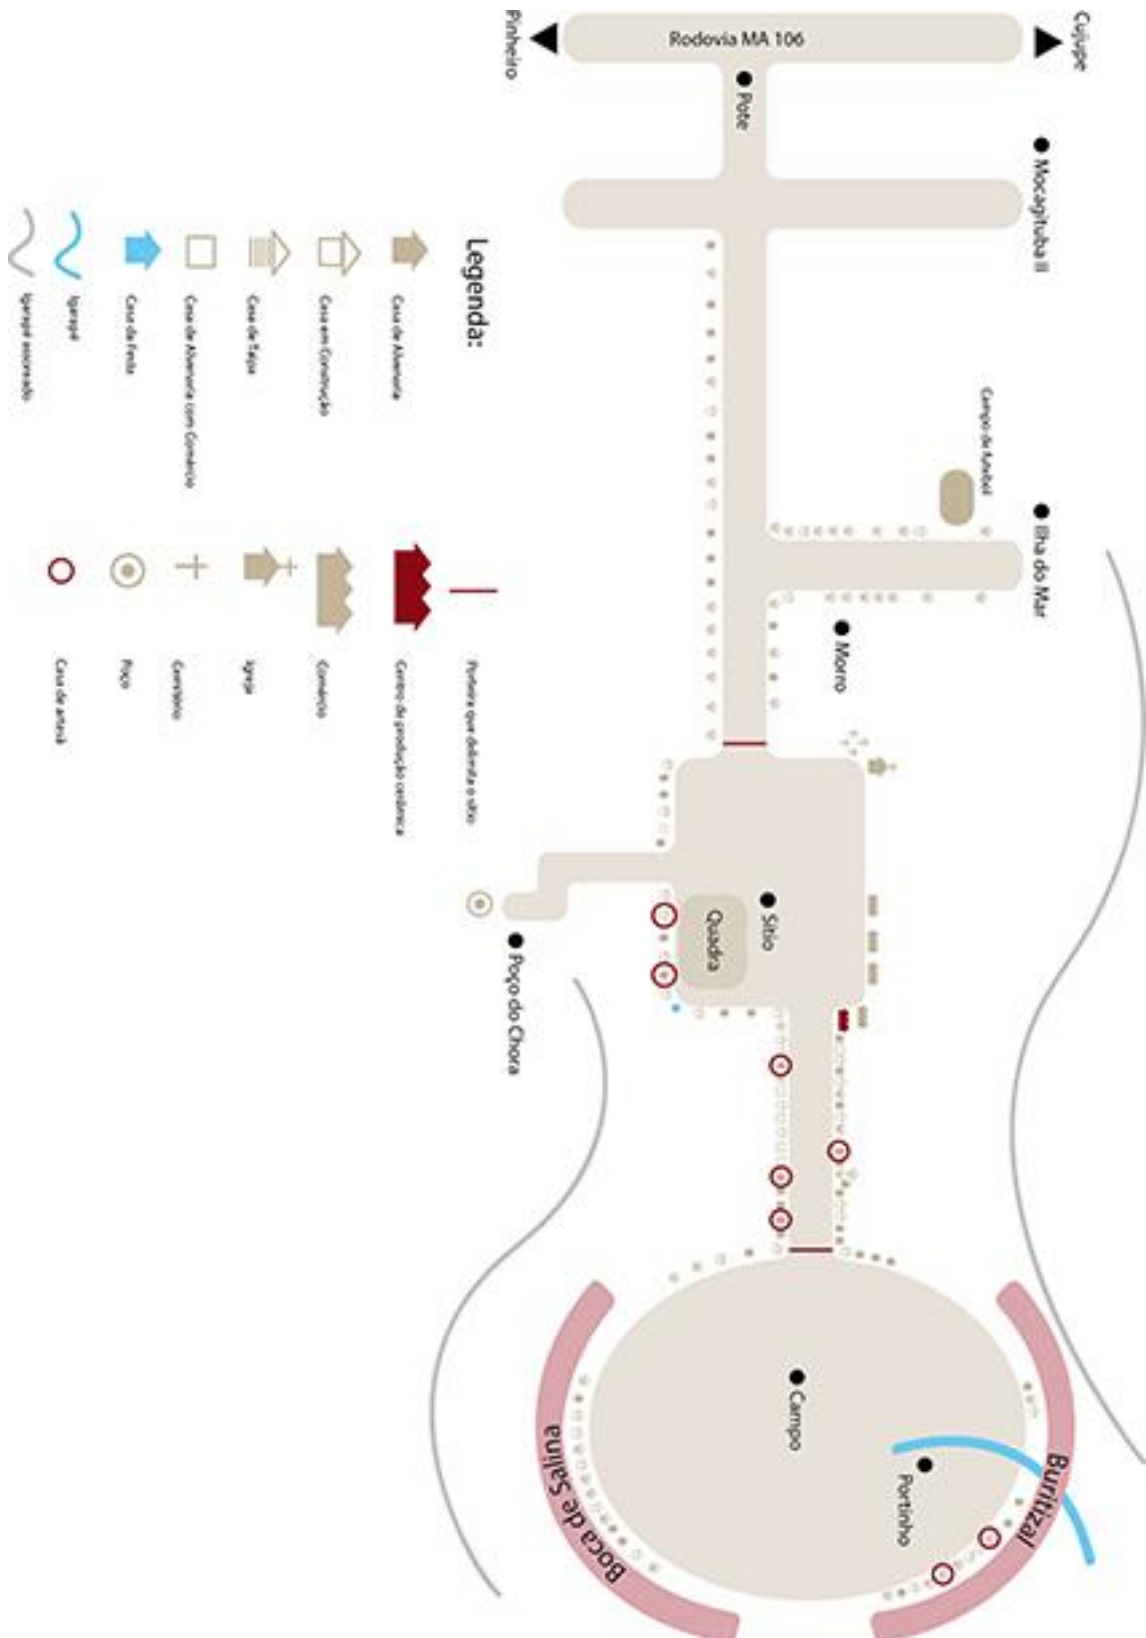 Cujupe
Rodovia MA 106
Pinheiro
Pote
Mocagituba II
Campo de futebol
Ilha do Mar
Morro
Sítio
Quadra
Poço do Chora
Campo
Portinho
Buritizal
Boca de Salina
Legenda:
Casa de Alvenaria
Casa em Construção
Casa de Taipa
Casa de Alvenaria com Comércio
Casa da Festa
Igarapé
Igarapé assoreado
Porteira que delimita o sítio
Centro de produção cerâmica
Comércio
Igreja
Cemitério
Poço
Casa de artesã